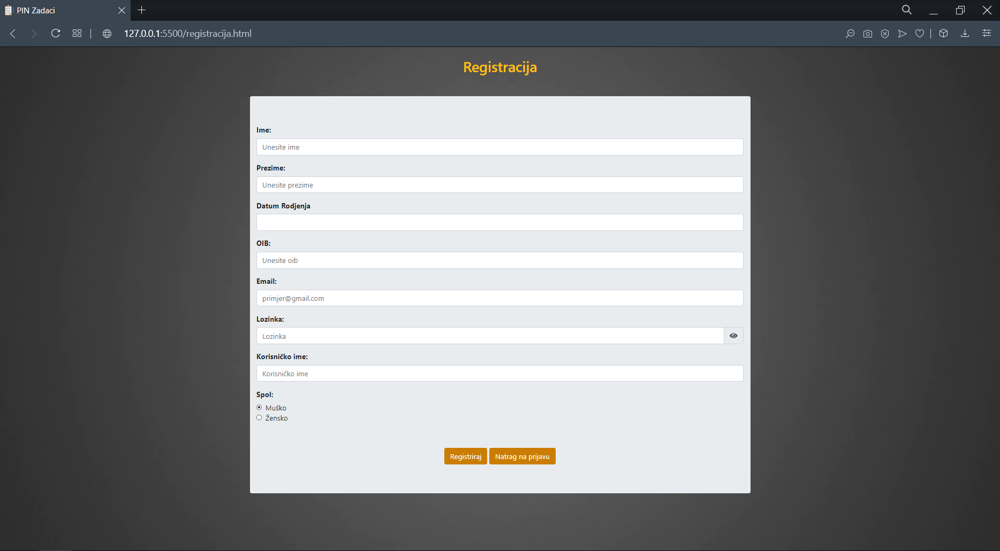 PIN Zadaci
127.0.0.1:5500/registracija.html
Registracija
Ime:
Unesite ime
Prezime:
Unesite prezime
Datum Rodjenja
OIB:
Unesite oib
Email:
primjer@gmail.com
Lozinka:
Lozinka
Korisničko ime:
Korisničko ime
Spol:
Muško
Žensko
Registriraj Natrag na prijavu